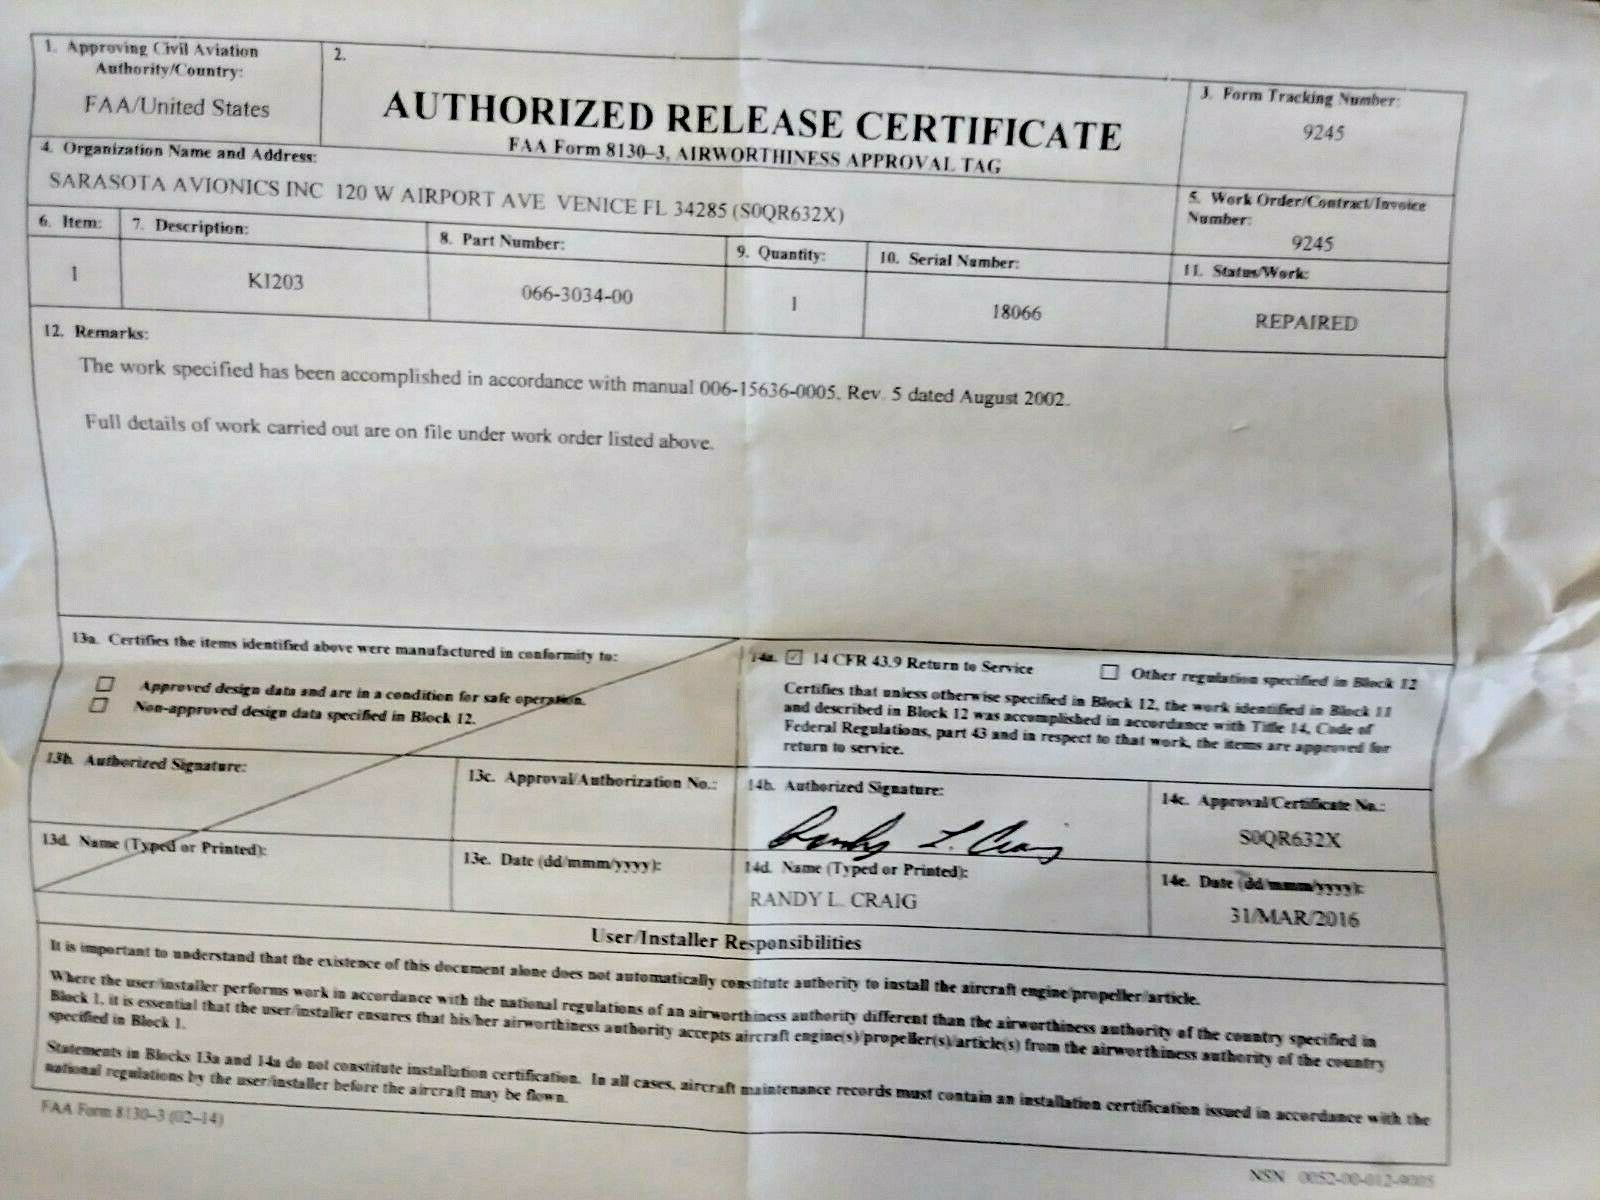 1. Approving Civil Aviation
Authority/Country:
FAA/United States
2.
AUTHORIZED RELEASE CERTIFICATE
FAA Form 8130–3, AIRWORTHINESS APPROVAL TAG
3. Form Tracking Number:
9245
4. Organization Name and Address:
SARASOTA AVIONICS INC 120 W AIRPORT AVE VENICE FL 34285 (S0QR632X)
5. Work Order/Contract/Invoice
Number:
9245
6. Item:
1
7. Description:
KI203
8. Part Number:
066-3034-00
9. Quantity:
1
10. Serial Number:
18066
11. Status/Work:
REPAIRED
12. Remarks:
The work specified has been accomplished in accordance with manual 006-15636-0005, Rev. 5 dated August 2002.
Full details of work carried out are on file under work order listed above.
13a. Certifies the items identified above were manufactured in conformity to:
Approved design data and are in a condition for safe operation.
Non-approved design data specified in Block 12.
14a. ☑ 14 CFR 43.9 Return to Service ☐ Other regulation specified in Block 12
Certifies that unless otherwise specified in Block 12, the work identified in Block 11
and described in Block 12 was accomplished in accordance with Title 14, Code of
Federal Regulations, part 43 and in respect to that work, the items are approved for
return to service.
13b. Authorized Signature:
13c. Approval/Authorization No.:
14b. Authorized Signature:
Randy L. Craig
14c. Approval/Certificate No.:
S0QR632X
13d. Name (Typed or Printed):
13e. Date (dd/mmm/yyyy):
14d. Name (Typed or Printed):
RANDY L. CRAIG
14e. Date (dd/mmm/yyyy):
31/MAR/2016
User/Installer Responsibilities
It is important to understand that the existence of this document alone does not automatically constitute authority to install the aircraft engine/propeller/article.
Where the user/installer performs work in accordance with the national regulations of an airworthiness authority different than the airworthiness authority of the country specified in
Block 1, it is essential that the user/installer ensures that his/her airworthiness authority accepts aircraft engine(s)/propeller(s)/article(s) from the airworthiness authority of the country
specified in Block 1.
Statements in Blocks 13a and 14a do not constitute installation certification. In all cases, aircraft maintenance records must contain an installation certification issued in accordance with the
national regulations by the user/installer before the aircraft may be flown.
FAA Form 8130–3 (02–14)
NSN 0052-00-012-9005